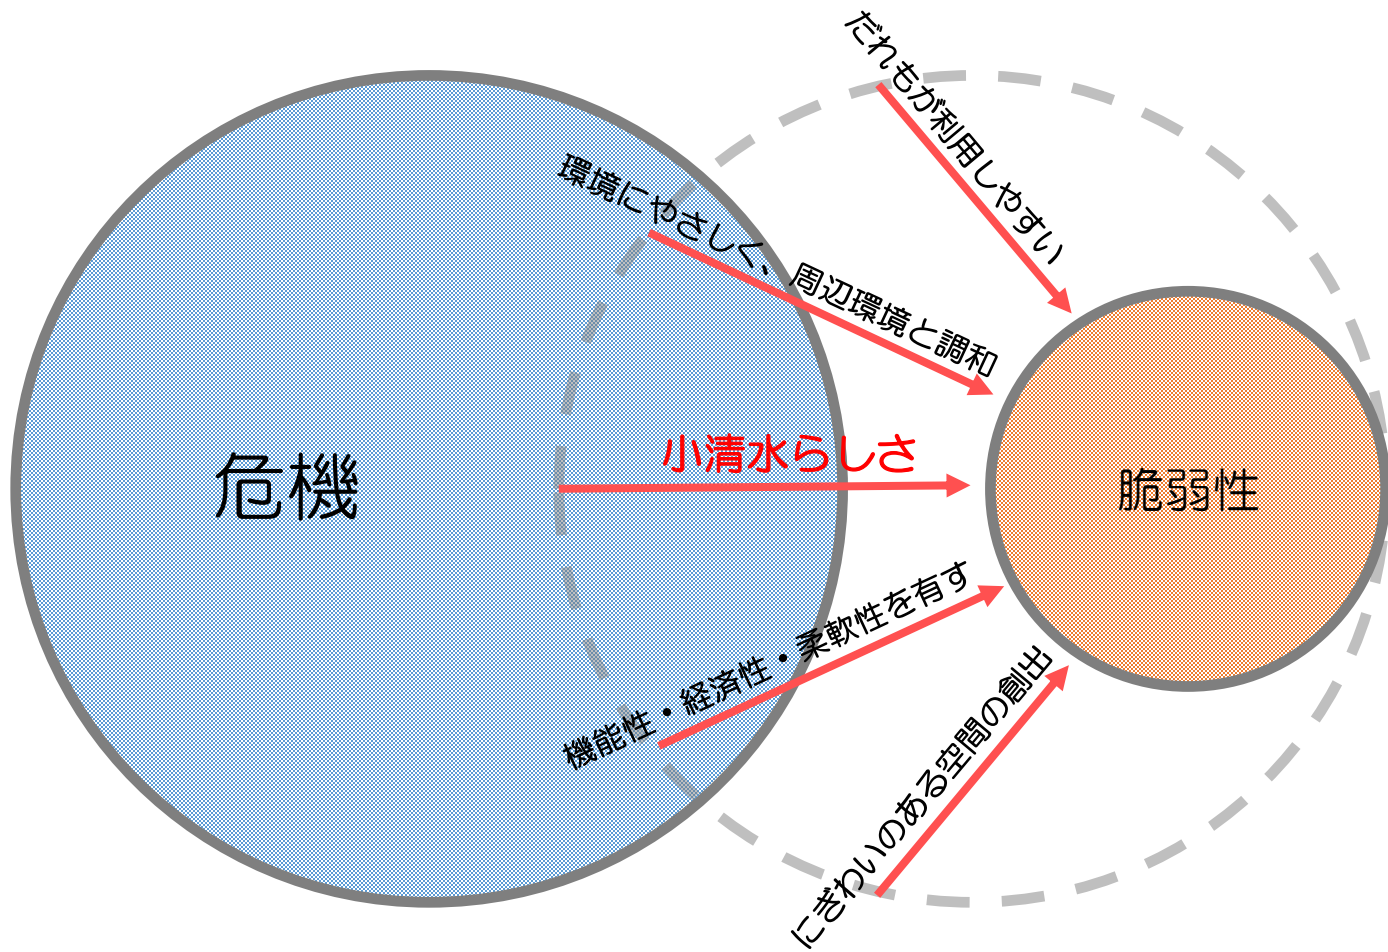 だれもが利用しやすい
環境にやさしく、周辺環境と調和
小清水らしさ
危機
脆弱性
機能性・経済性・柔軟性を有す
にぎわいのある空間の創出